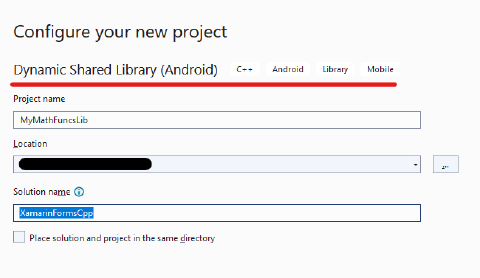 Configure your new project
Dynamic Shared Library (Android) C++ Android Library Mobile
Project name
MyMathFuncsLib
Location
...
Solution name
XamarinFormsCpp
Place solution and project in the same directory